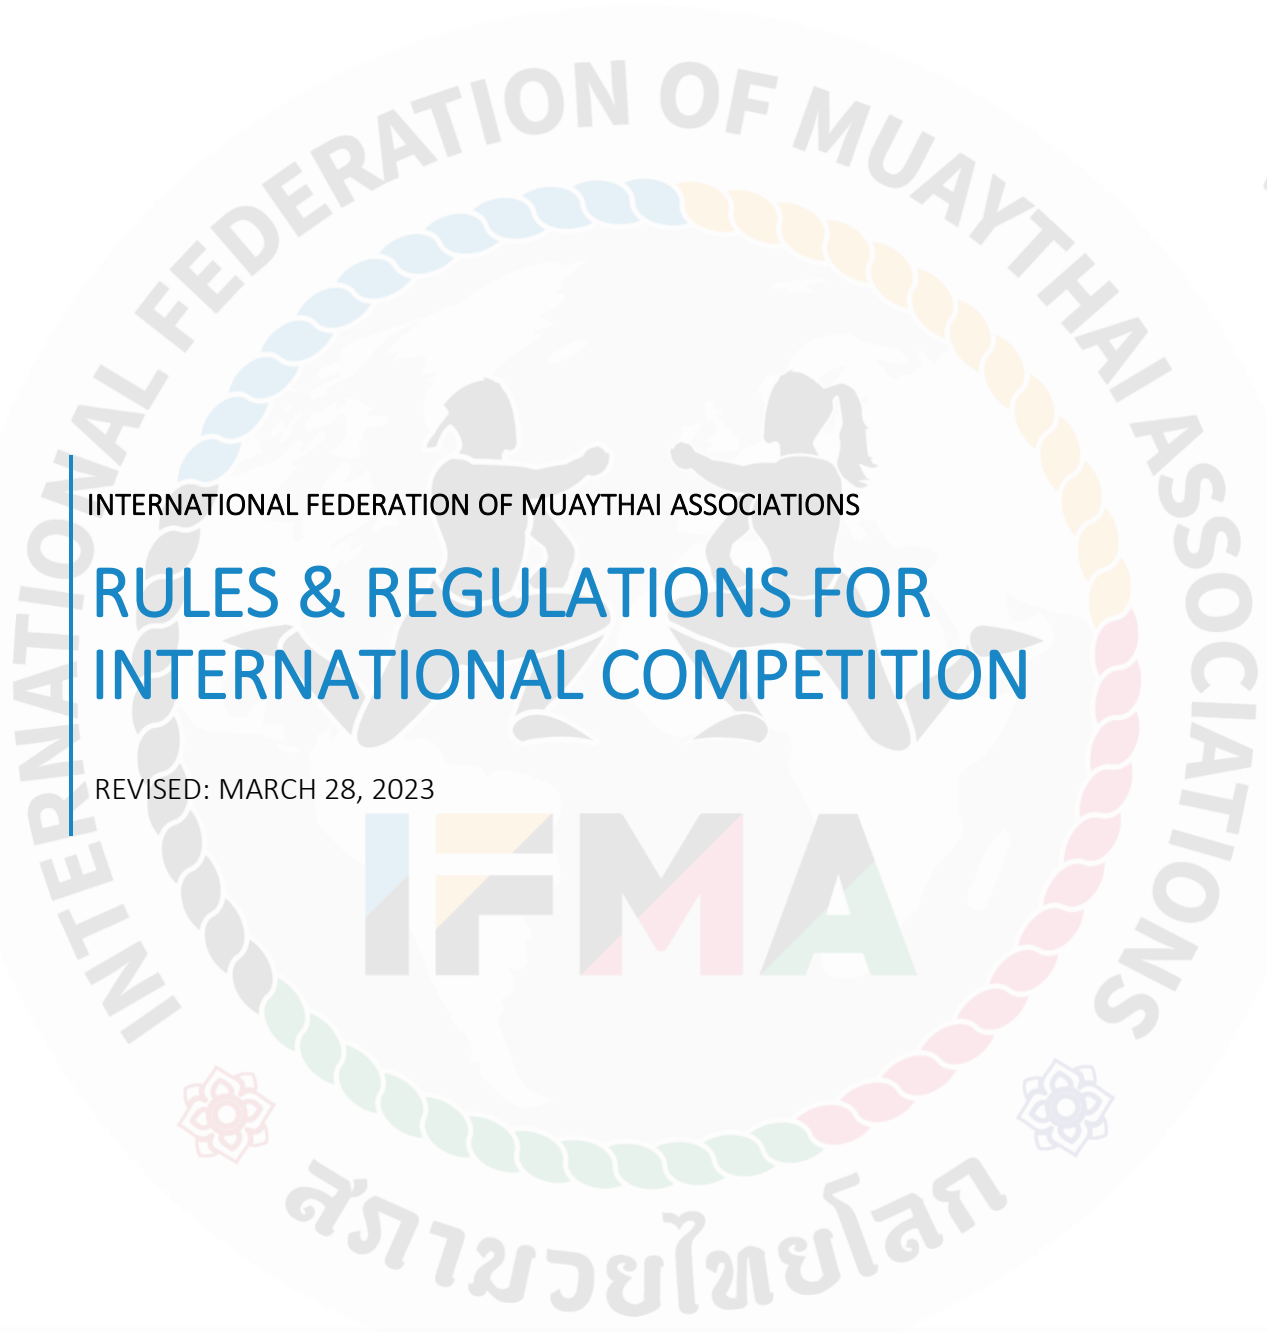 INTERNATIONAL FEDERATION OF MUAYTHAI ASSOCIATIONS
INTERNATIONAL FEDERATION OF MUAYTHAI ASSOCIATIONS
RULES & REGULATIONS FOR
INTERNATIONAL COMPETITION
REVISED: MARCH 28, 2023
IFMA
สภามวยไทยโลก